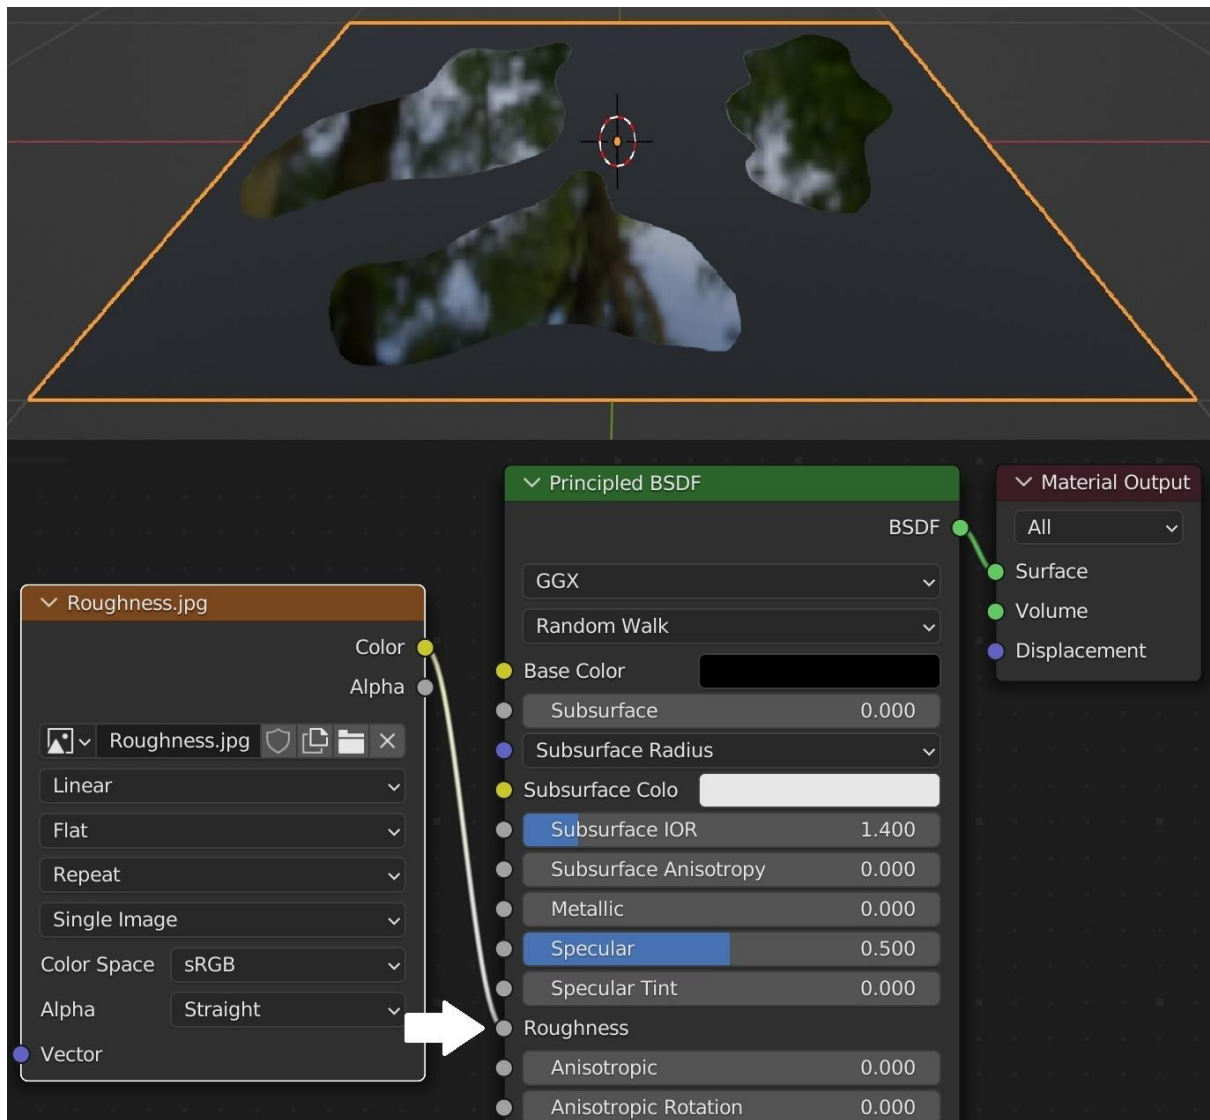 Principled BSDF
BSDF
GGX
Random Walk
Base Color
Subsurface 0.000
Subsurface Radius
Subsurface Colo
Subsurface IOR 1.400
Subsurface Anisotropy 0.000
Metallic 0.000
Specular 0.500
Specular Tint 0.000
Roughness
Anisotropic 0.000
Anisotropic Rotation 0.000
Material Output
All
Surface
Volume
Displacement
Roughness.jpg
Color
Alpha
Roughness.jpg
Linear
Flat
Repeat
Single Image
Color Space sRGB
Alpha Straight
Vector